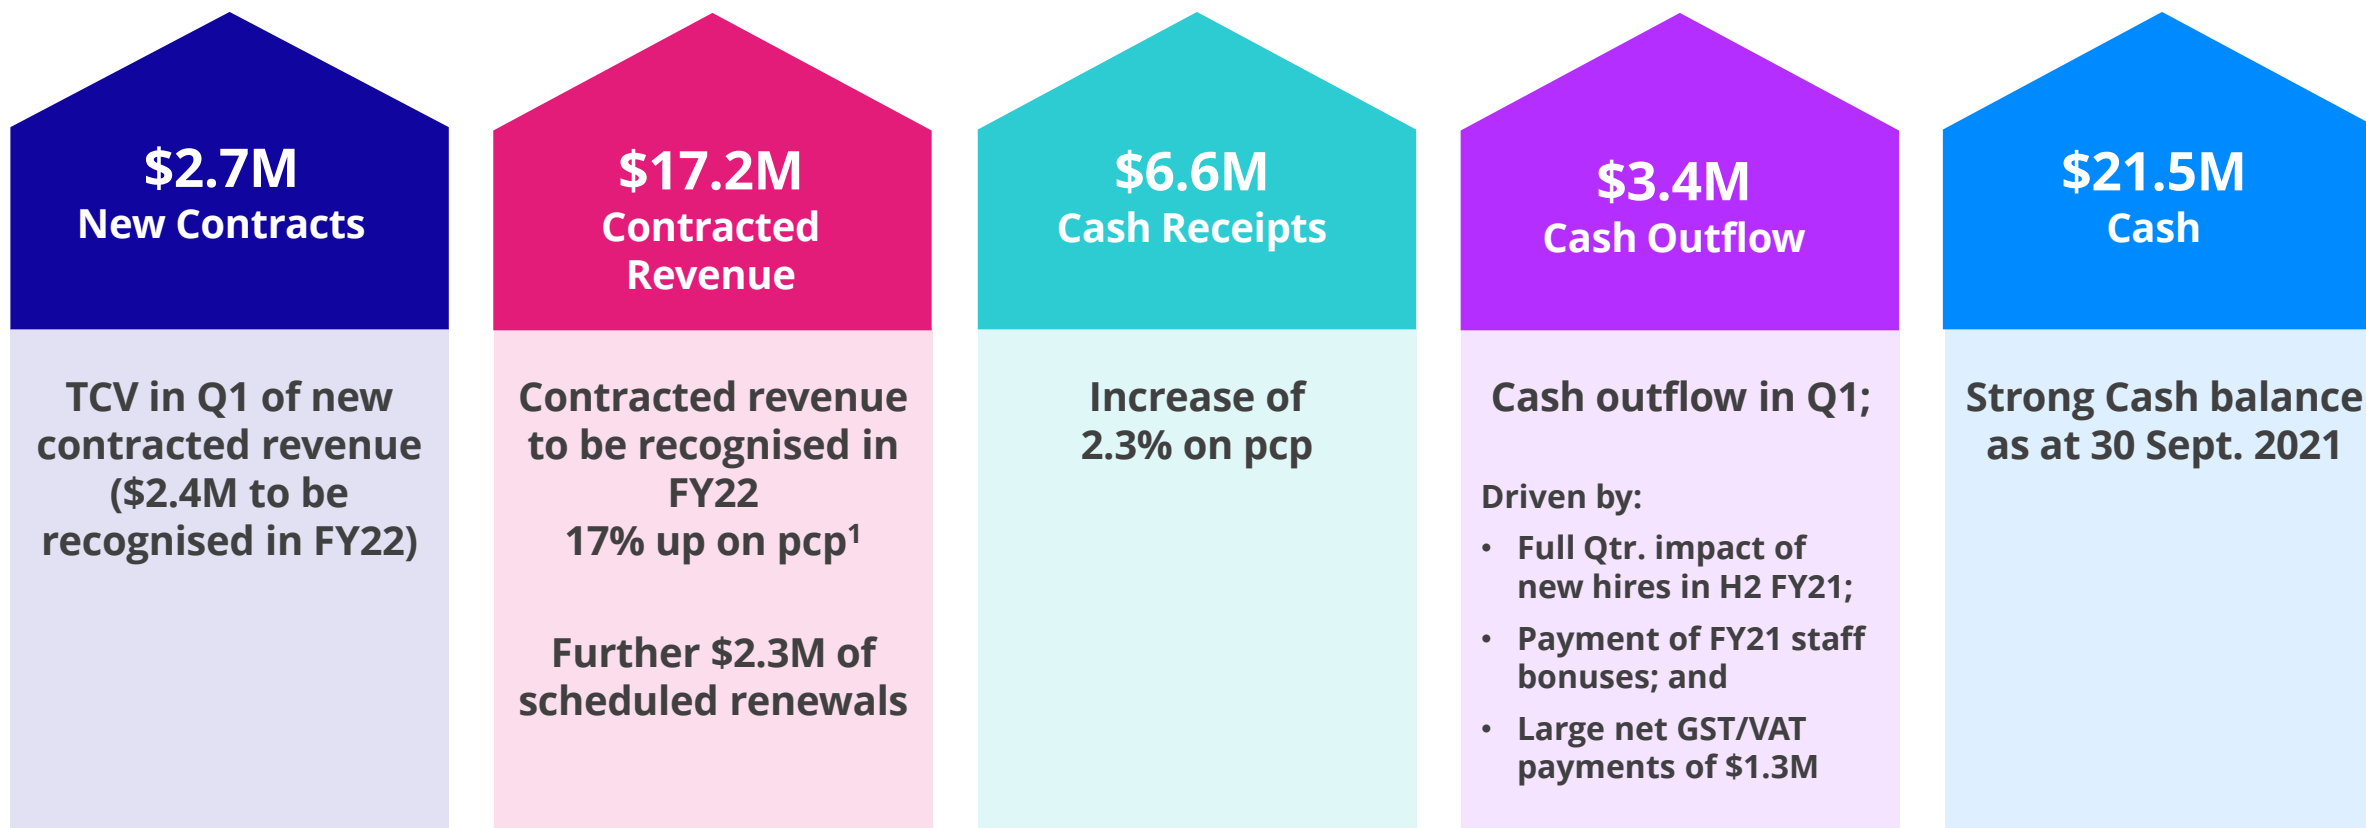 $2.7M
New Contracts
TCV in Q1 of new
contracted revenue
($2.4M to be
recognised in FY22)
$17.2M
Contracted
Revenue
Contracted revenue
to be recognised in
FY22
17% up on pcp¹
Further $2.3M of
scheduled renewals
$6.6M
Cash Receipts
Increase of
2.3% on pcp
$3.4M
Cash Outflow
Cash outflow in Q1;
Driven by:
• Full Qtr. impact of
new hires in H2 FY21;
• Payment of FY21 staff
bonuses; and
• Large net GST/VAT
payments of $1.3M
$21.5M
Cash
Strong Cash balance
as at 30 Sept. 2021